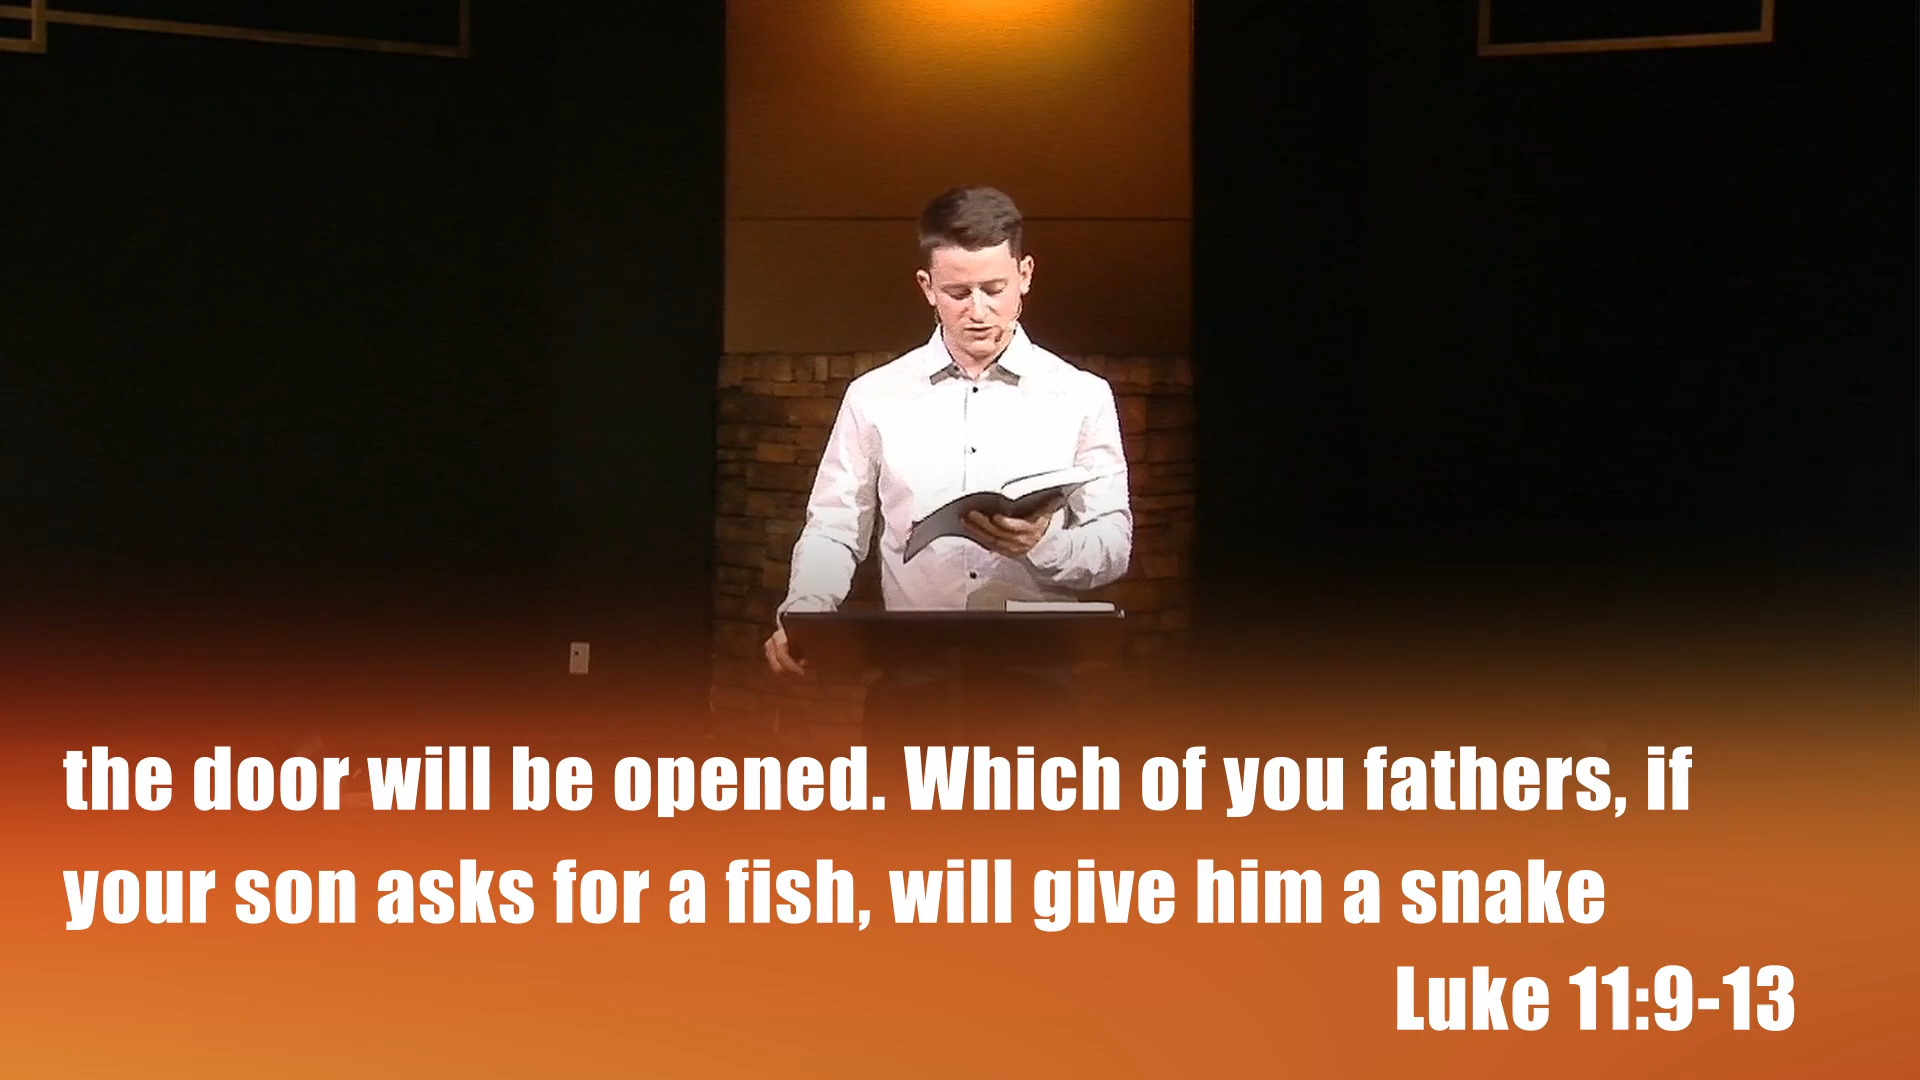 the door will be opened. Which of you fathers, if
your son asks for a fish, will give him a snake
Luke 11:9-13